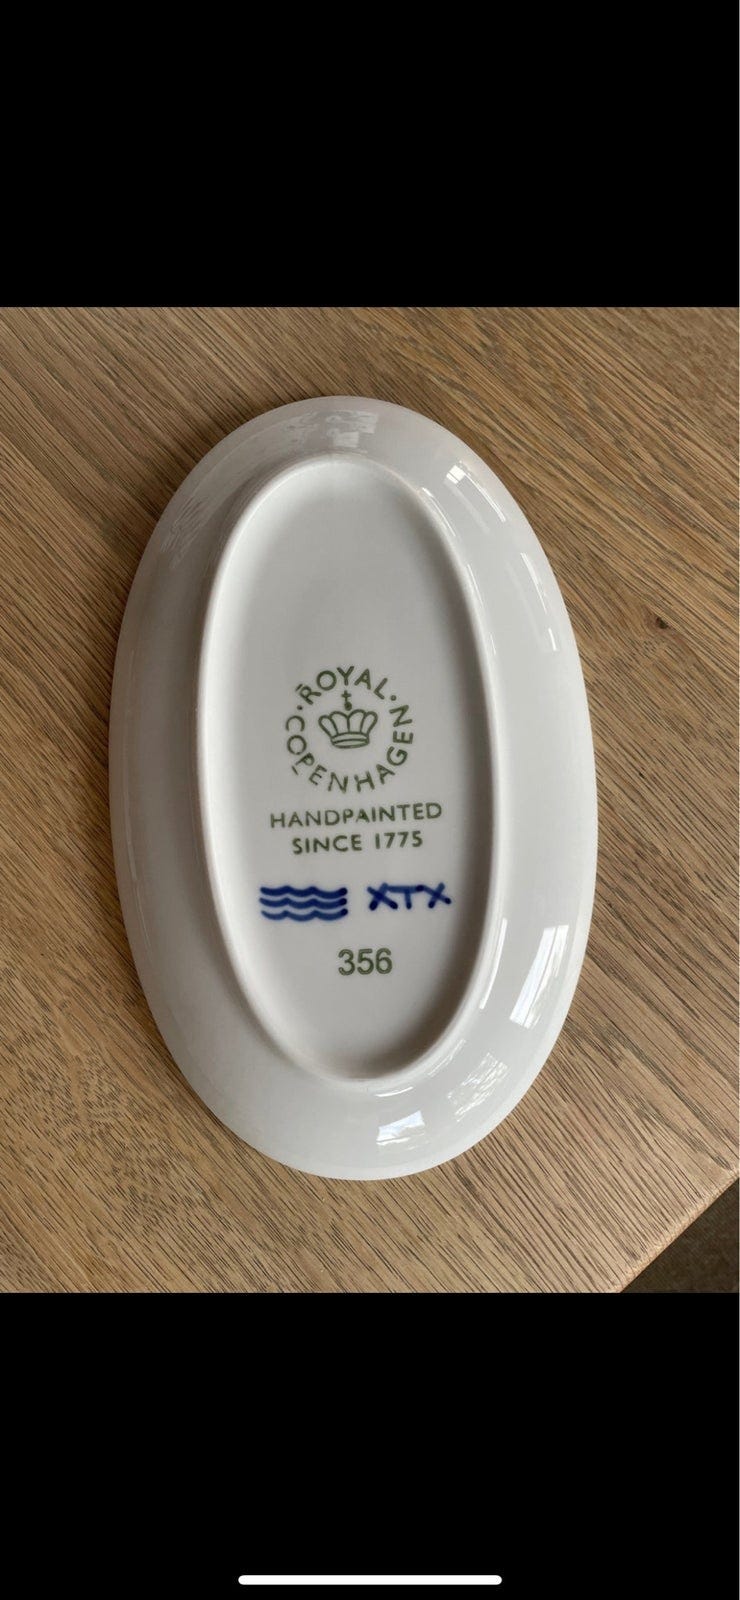 ROYAL · COPENHAGEN ·
HANDPAINTED
SINCE 1775
XTX
356